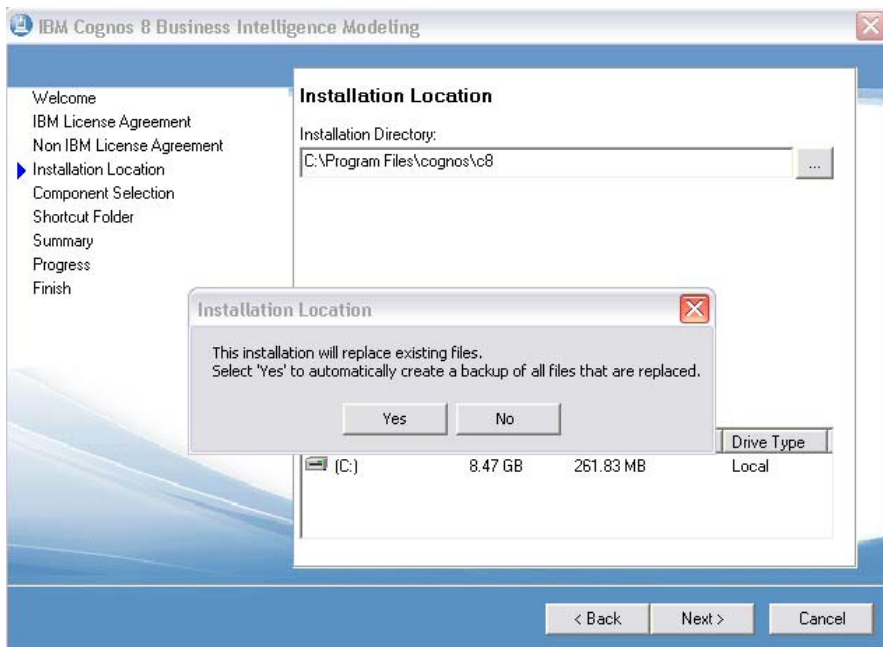 IBM Cognos 8 Business Intelligence Modeling
Welcome
IBM License Agreement
Non IBM License Agreement
Installation Location
Component Selection
Shortcut Folder
Summary
Progress
Finish
Installation Location
Installation Directory:
C:\Program Files\cognos\c8
...
Installation Location
This installation will replace existing files.
Select 'Yes' to automatically create a backup of all files that are replaced.
Yes
No
Drive Type
(C:) 8.47 GB 261.83 MB Local
< Back
Next >
Cancel